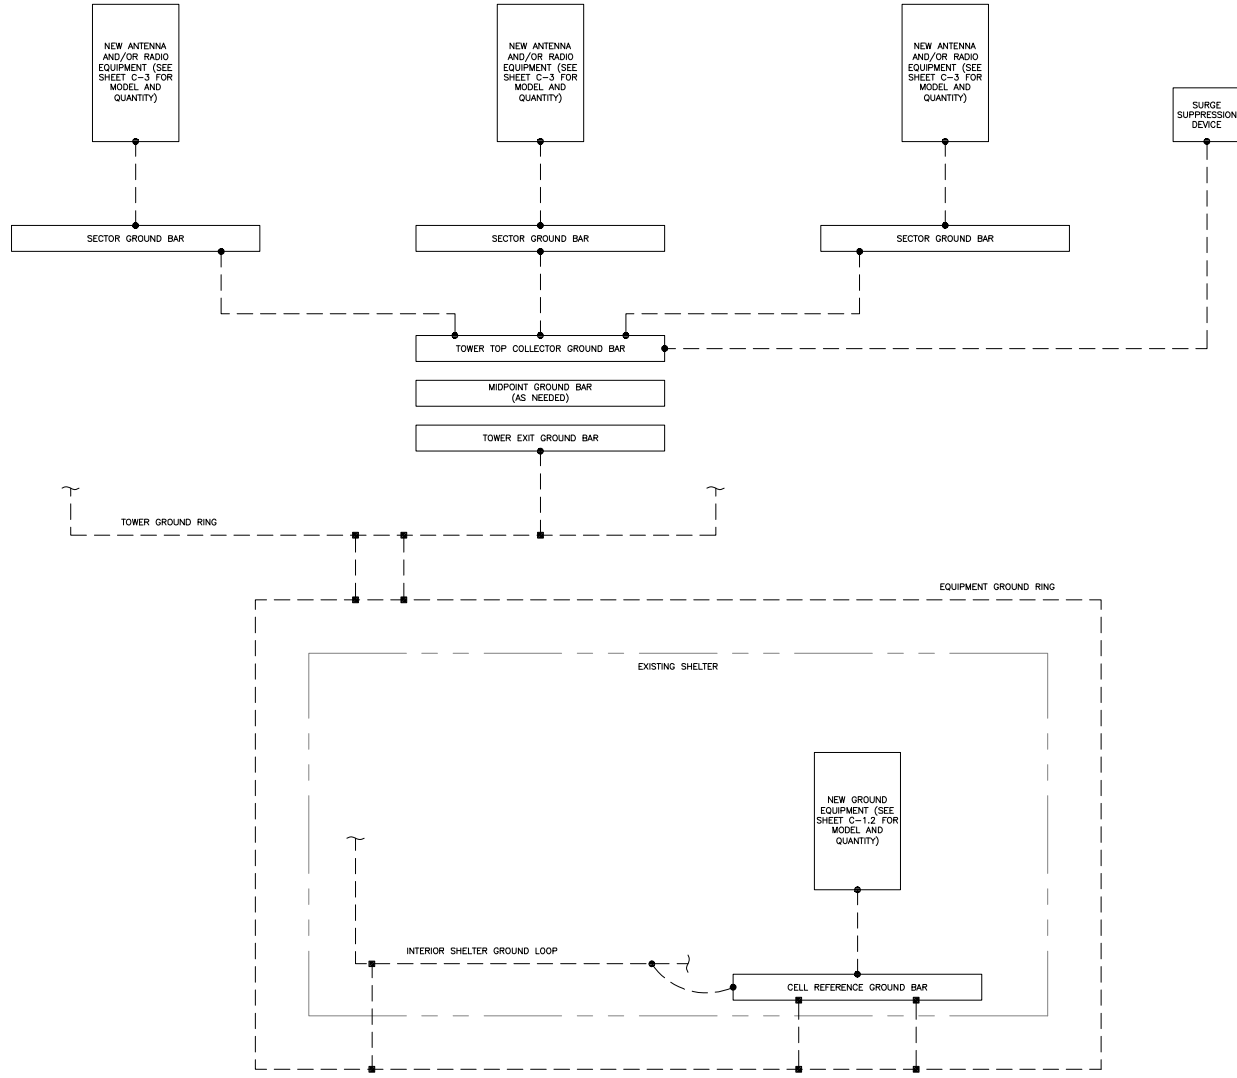 NEW ANTENNA
AND/OR RADIO
EQUIPMENT (SEE
SHEET C-3 FOR
MODEL AND
QUANTITY)
NEW ANTENNA
AND/OR RADIO
EQUIPMENT (SEE
SHEET C-3 FOR
MODEL AND
QUANTITY)
NEW ANTENNA
AND/OR RADIO
EQUIPMENT (SEE
SHEET C-3 FOR
MODEL AND
QUANTITY)
SURGE
SUPPRESSION
DEVICE
SECTOR GROUND BAR
SECTOR GROUND BAR
SECTOR GROUND BAR
TOWER TOP COLLECTOR GROUND BAR
MIDPOINT GROUND BAR
(AS NEEDED)
TOWER EXIT GROUND BAR
TOWER GROUND RING
EQUIPMENT GROUND RING
EXISTING SHELTER
NEW GROUND
EQUIPMENT (SEE
SHEET C-1.2 FOR
MODEL AND
QUANTITY)
INTERIOR SHELTER GROUND LOOP
CELL REFERENCE GROUND BAR